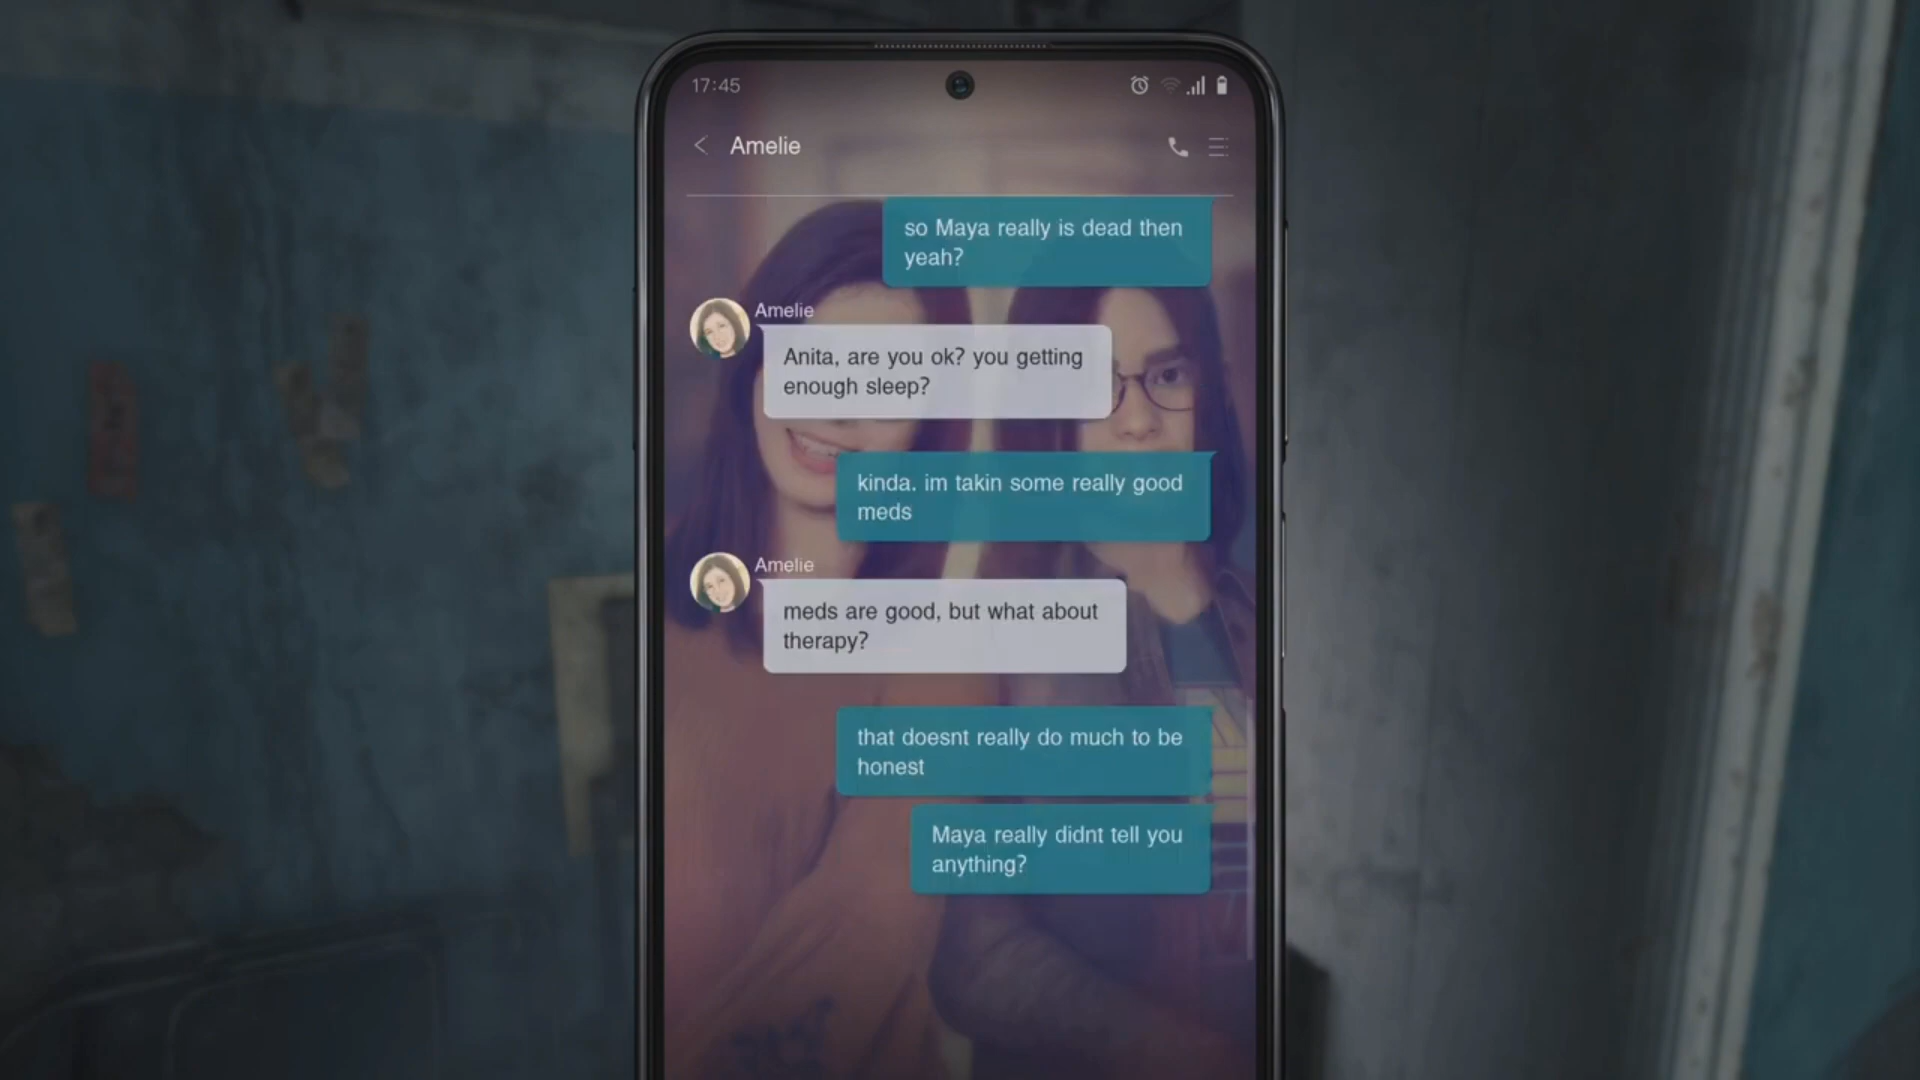 17:45
Amelie
so Maya really is dead then
yeah?
Amelie
Anita, are you ok? you getting
enough sleep?
kinda. im takin some really good
meds
Amelie
meds are good, but what about
therapy?
that doesnt really do much to be
honest
Maya really didnt tell you
anything?